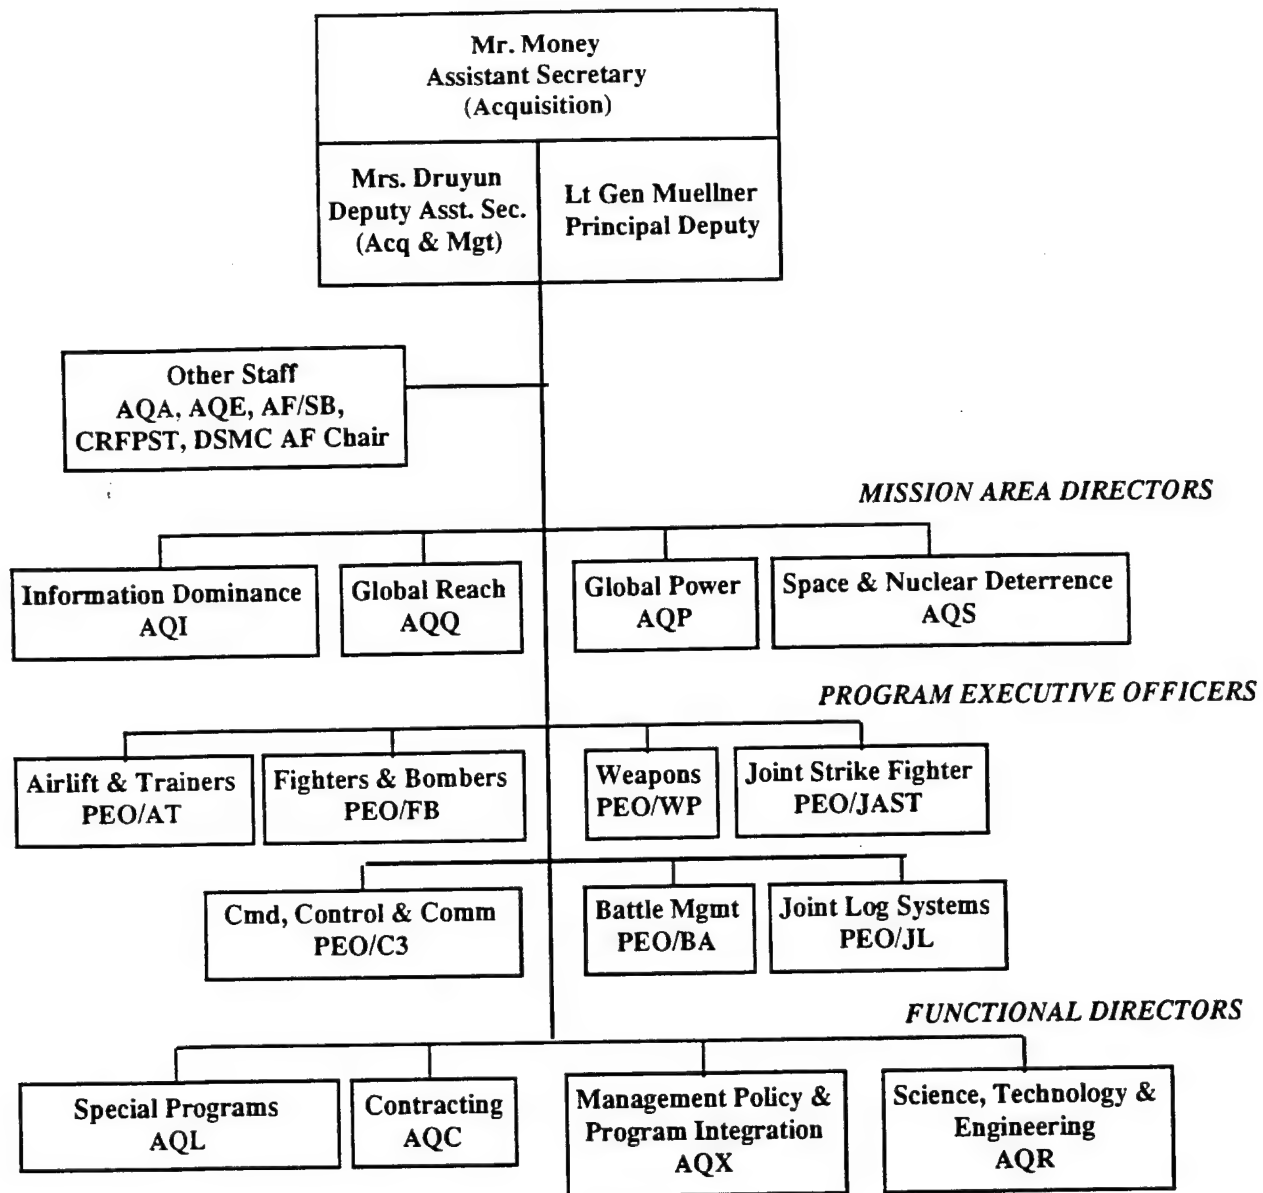 Mr. Money
Assistant Secretary
(Acquisition)
Mrs. Druyun
Deputy Asst. Sec.
(Acq & Mgt)
Lt Gen Muellner
Principal Deputy
Other Staff
AQA, AQE, AF/SB,
CRFPST, DSMC AF Chair
MISSION AREA DIRECTORS
Information Dominance
AQI
Global Reach
AQQ
Global Power
AQP
Space & Nuclear Deterrence
AQS
PROGRAM EXECUTIVE OFFICERS
Airlift & Trainers
PEO/AT
Fighters & Bombers
PEO/FB
Weapons
PEO/WP
Joint Strike Fighter
PEO/JAST
Cmd, Control & Comm
PEO/C3
Battle Mgmt
PEO/BA
Joint Log Systems
PEO/JL
FUNCTIONAL DIRECTORS
Special Programs
AQL
Contracting
AQC
Management Policy &
Program Integration
AQX
Science, Technology &
Engineering
AQR